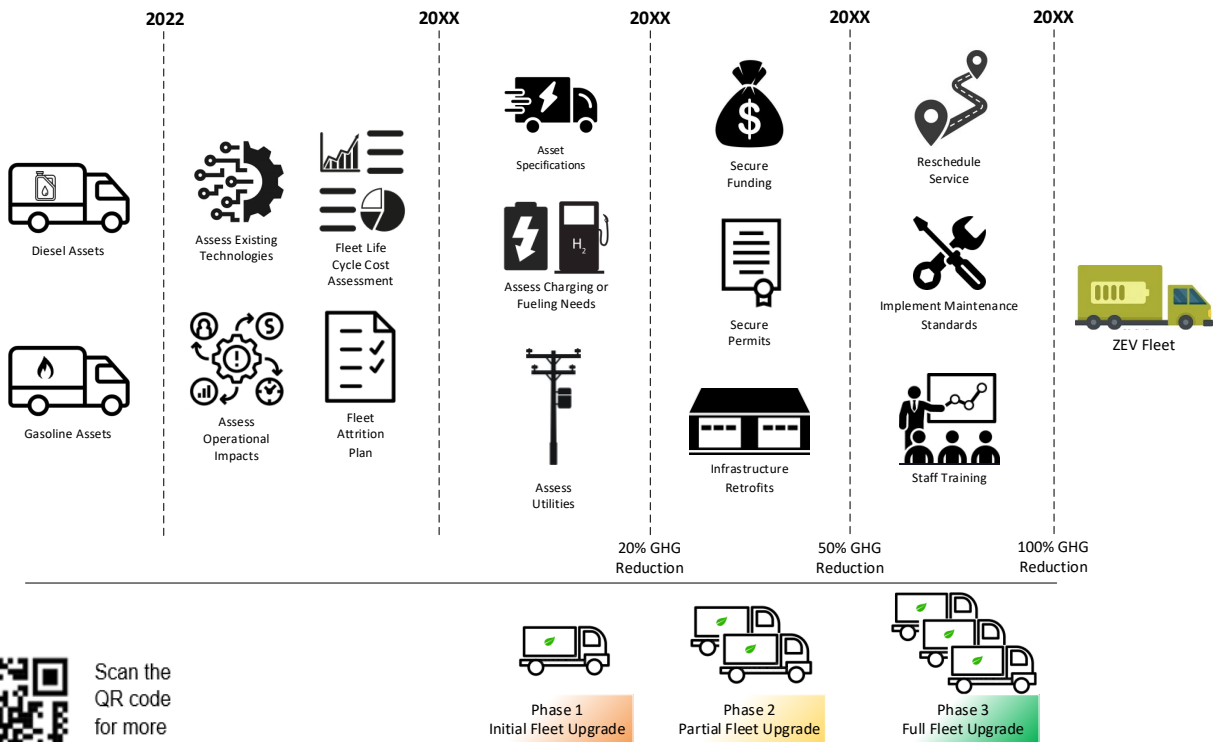 2022
20XX
20XX
20XX
20XX
Diesel Assets
Gasoline Assets
Assess Existing
Technologies
Fleet Life
Cycle Cost
Assessment
Assess
Operational
Impacts
Fleet
Attrition
Plan
Asset
Specifications
H2
Assess Charging or
Fueling Needs
Assess
Utilities
$
Secure
Funding
Secure
Permits
Infrastructure
Retrofits
Reschedule
Service
Implement Maintenance
Standards
Staff Training
ZEV Fleet
20% GHG
Reduction
50% GHG
Reduction
100% GHG
Reduction
Scan the
QR code
for more
Phase 1
Initial Fleet Upgrade
Phase 2
Partial Fleet Upgrade
Phase 3
Full Fleet Upgrade